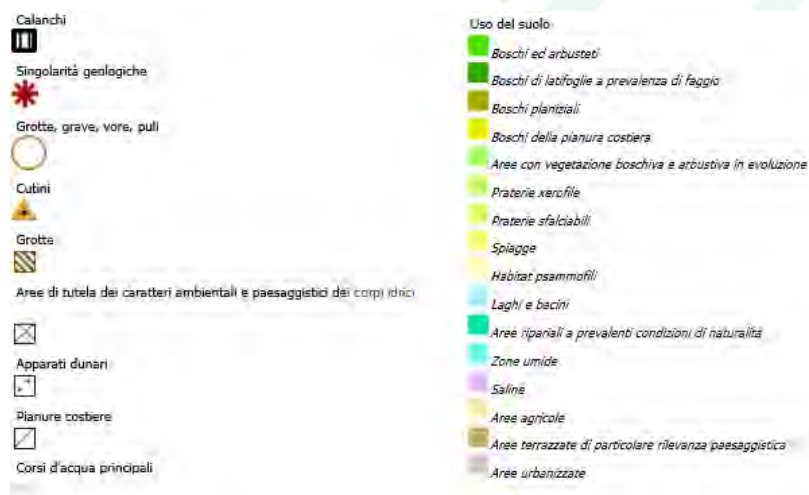 Calanchi
Singolarità geologiche
Grotte, grave, vore, puli
Cutini
Grotte
Aree di tutela dei caratteri ambientali e paesaggistici dei corpi idrici
Apparati dunari
Pianure costiere
Corsi d'acqua principali
Uso del suolo
Boschi ed arbusteti
Boschi di latifoglie a prevalenza di faggio
Boschi planiziali
Boschi della pianura costiera
Aree con vegetazione boschiva e arbustiva in evoluzione
Praterie xerofile
Praterie sfalciabili
Spiagge
Habitat psammofili
Laghi e bacini
Aree ripariali a prevalenti condizioni di naturalità
Zone umide
Saline
Aree agricole
Aree terrazzate di particolare rilevanza paesaggistica
Aree urbanizzate